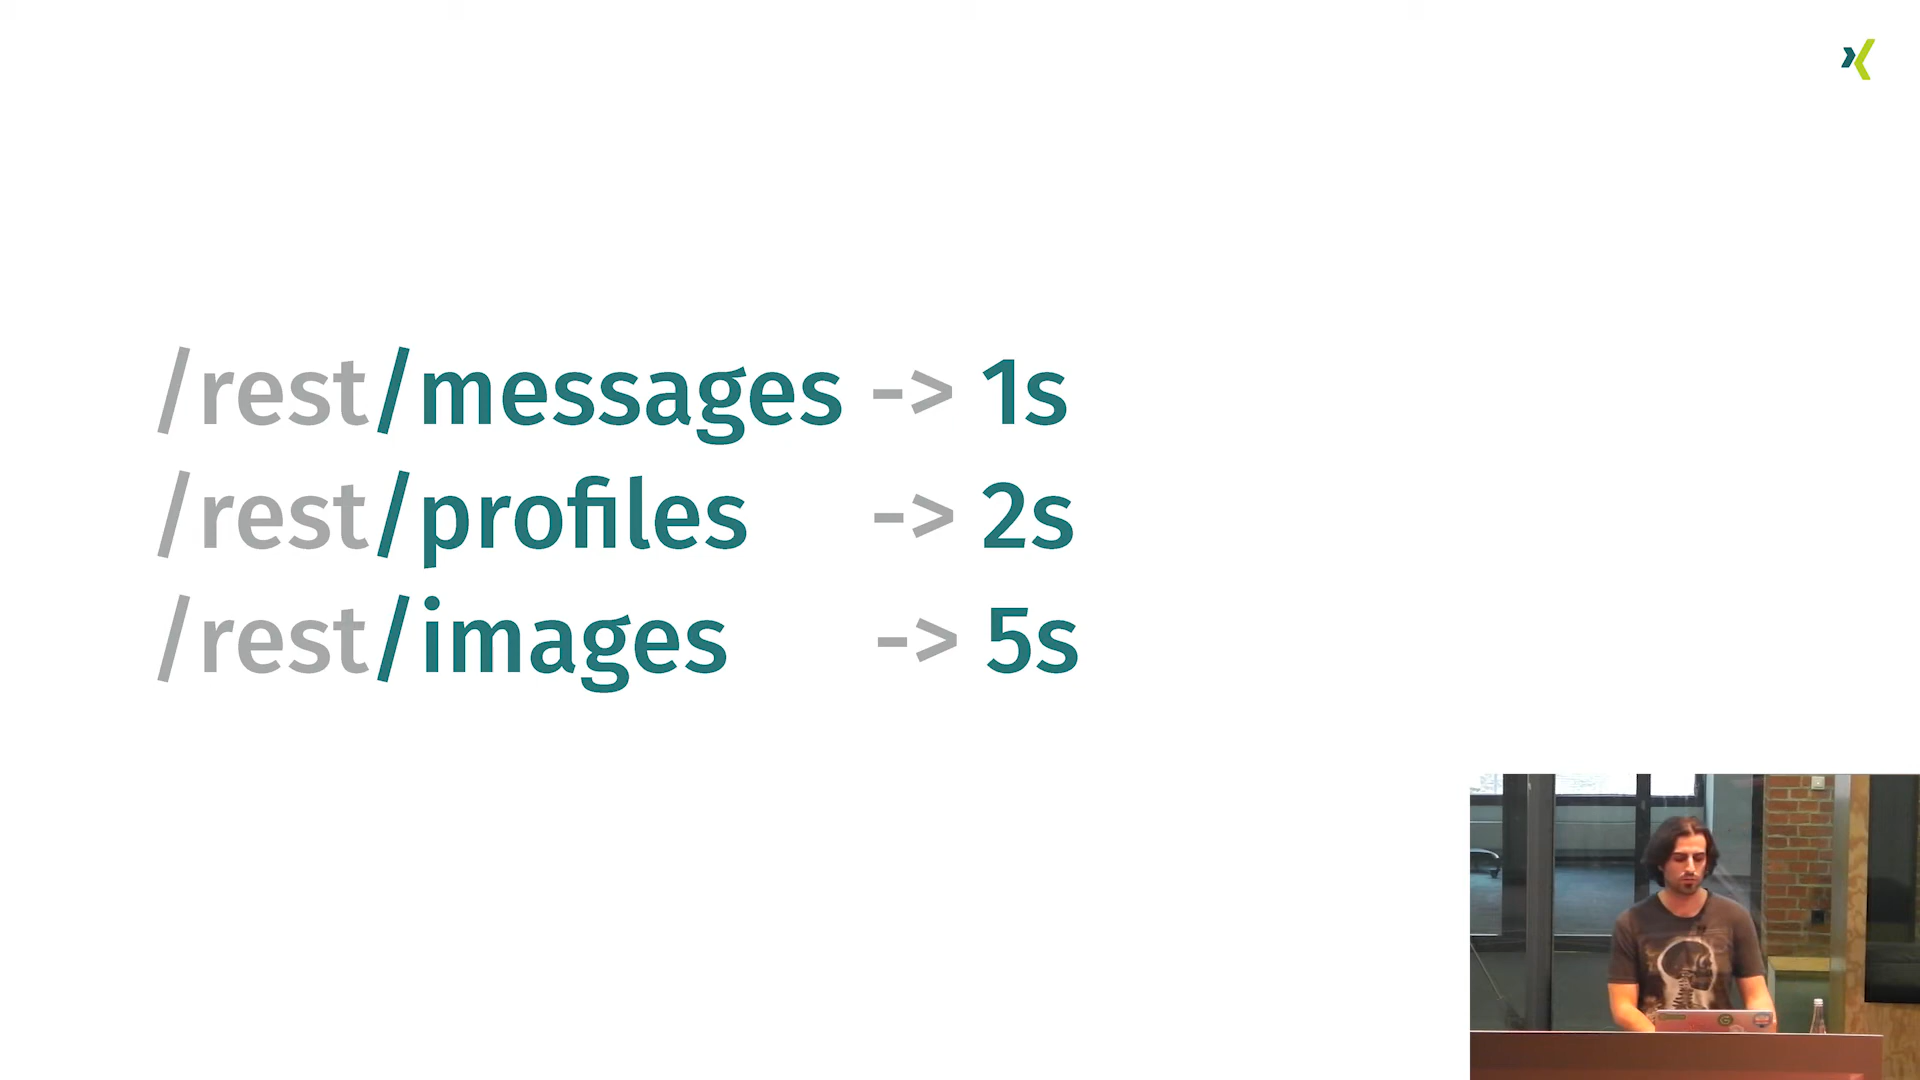 /rest/messages -> 1s
/rest/profiles -> 2s
/rest/images -> 5s